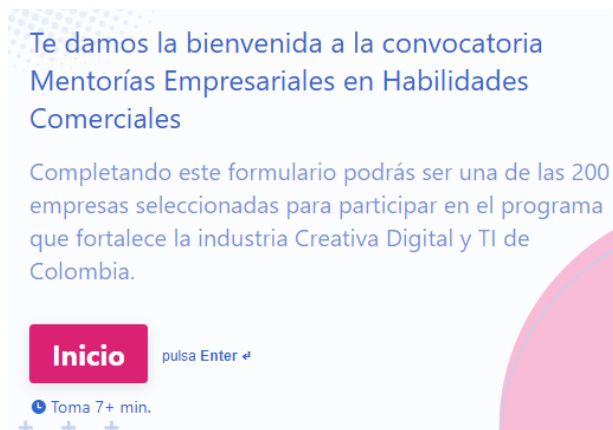 Te damos la bienvenida a la convocatoria
Mentorías Empresariales en Habilidades
Comerciales
Completando este formulario podrás ser una de las 200
empresas seleccionadas para participar en el programa
que fortalece la industria Creativa Digital y TI de
Colombia.
Inicio pulsa Enter ↵
Toma 7+ min.